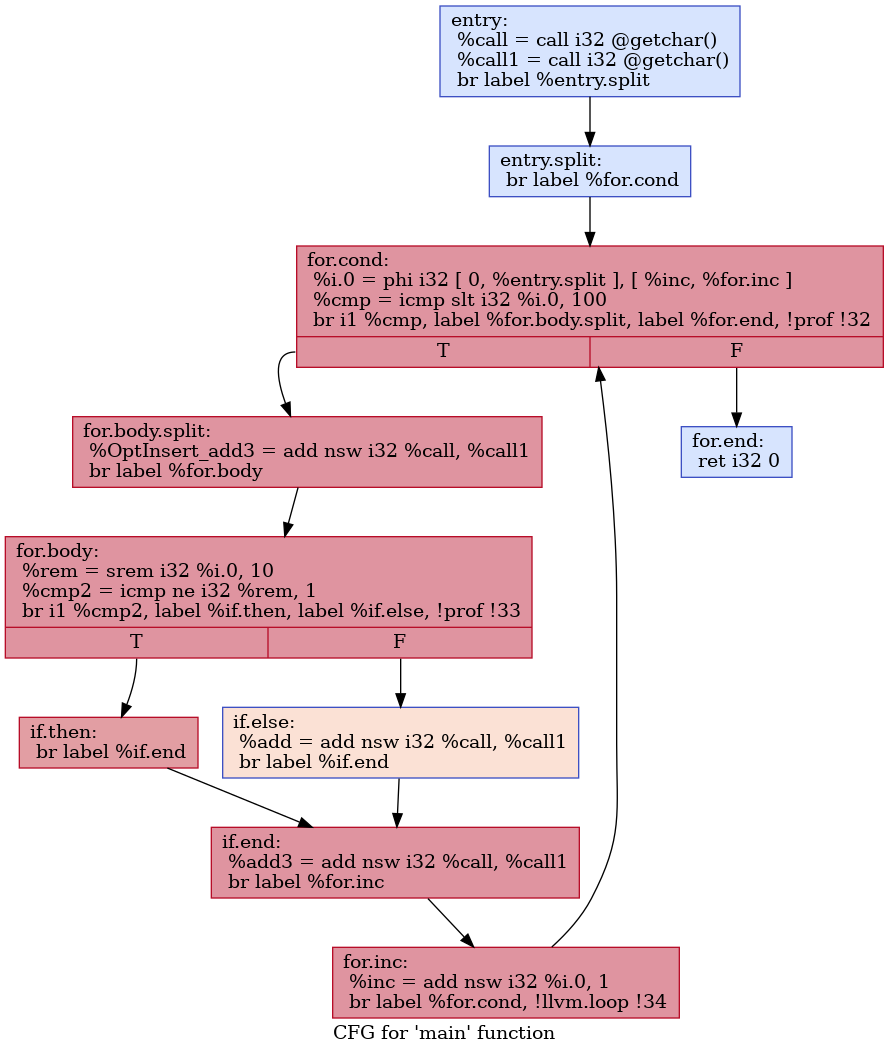 entry:
%call = call i32 @getchar()
%call1 = call i32 @getchar()
br label %entry.split
entry.split:
br label %for.cond
for.cond:
%i.0 = phi i32 [ 0, %entry.split ], [ %inc, %for.inc ]
%cmp = icmp slt i32 %i.0, 100
br i1 %cmp, label %for.body.split, label %for.end, !prof !32
T
F
for.body.split:
%OptInsert_add3 = add nsw i32 %call, %call1
br label %for.body
for.end:
ret i32 0
for.body:
%rem = srem i32 %i.0, 10
%cmp2 = icmp ne i32 %rem, 1
br i1 %cmp2, label %if.then, label %if.else, !prof !33
T
F
if.then:
br label %if.end
if.else:
%add = add nsw i32 %call, %call1
br label %if.end
if.end:
%add3 = add nsw i32 %call, %call1
br label %for.inc
for.inc:
%inc = add nsw i32 %i.0, 1
br label %for.cond, !llvm.loop !34
CFG for 'main' function